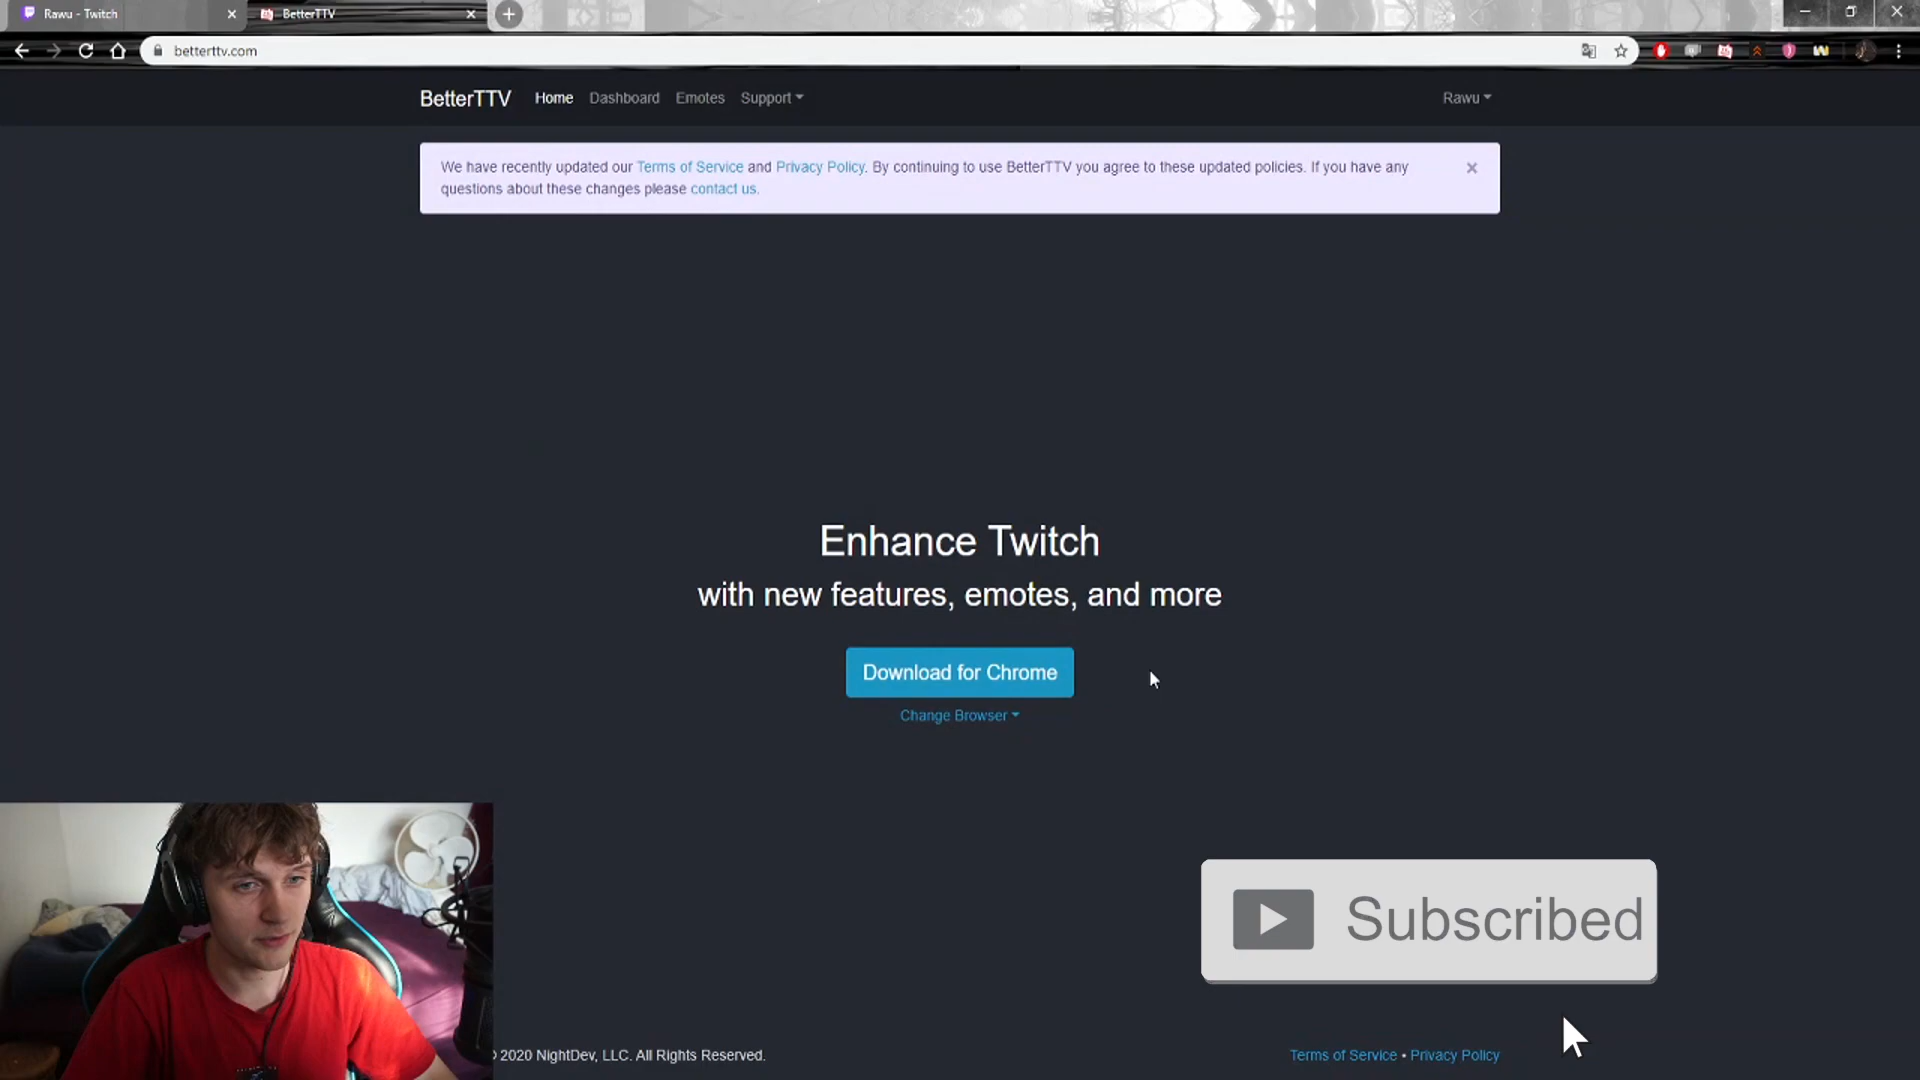 Rawu - Twitch
BetterTTV
betterttv.com
BetterTTV Home Dashboard Emotes Support Rawu
We have recently updated our Terms of Service and Privacy Policy. By continuing to use BetterTTV you agree to these updated policies. If you have any
questions about these changes please contact us.
Enhance Twitch
with new features, emotes, and more
Download for Chrome
Change Browser
Subscribed
© 2020 NightDev, LLC. All Rights Reserved.
Terms of Service • Privacy Policy